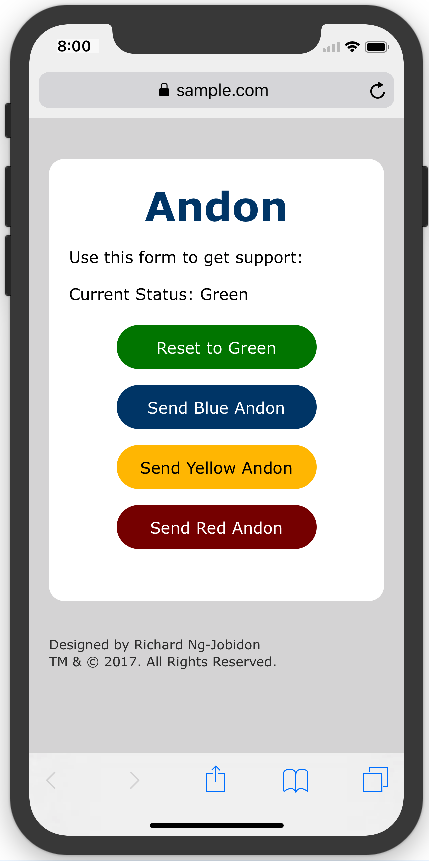 8:00
sample.com
Andon
Use this form to get support:
Current Status: Green
Reset to Green
Send Blue Andon
Send Yellow Andon
Send Red Andon
Designed by Richard Ng-Jobidon
TM & © 2017. All Rights Reserved.